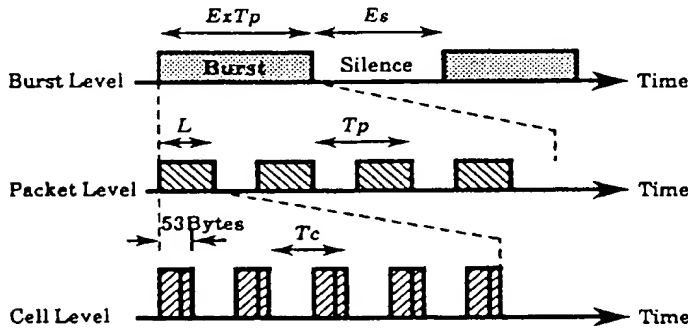 ExTp
Es
Burst
Silence
Burst Level
Time
L
Tp
Packet Level
Time
53Bytes
Tc
Cell Level
Time